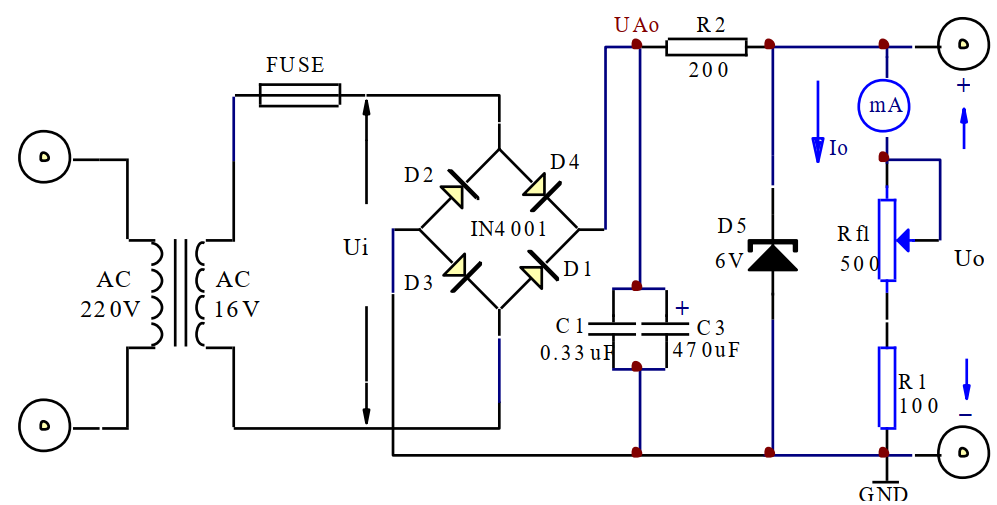 UAo
R2
200
FUSE
mA
+
D2
D4
Io
IN4001
D5
6V
Rfl
500
Uo
Ui
AC
220V
AC
16V
D3
D1
+
C1
0.33uF
C3
470uF
R1
100
−
GND